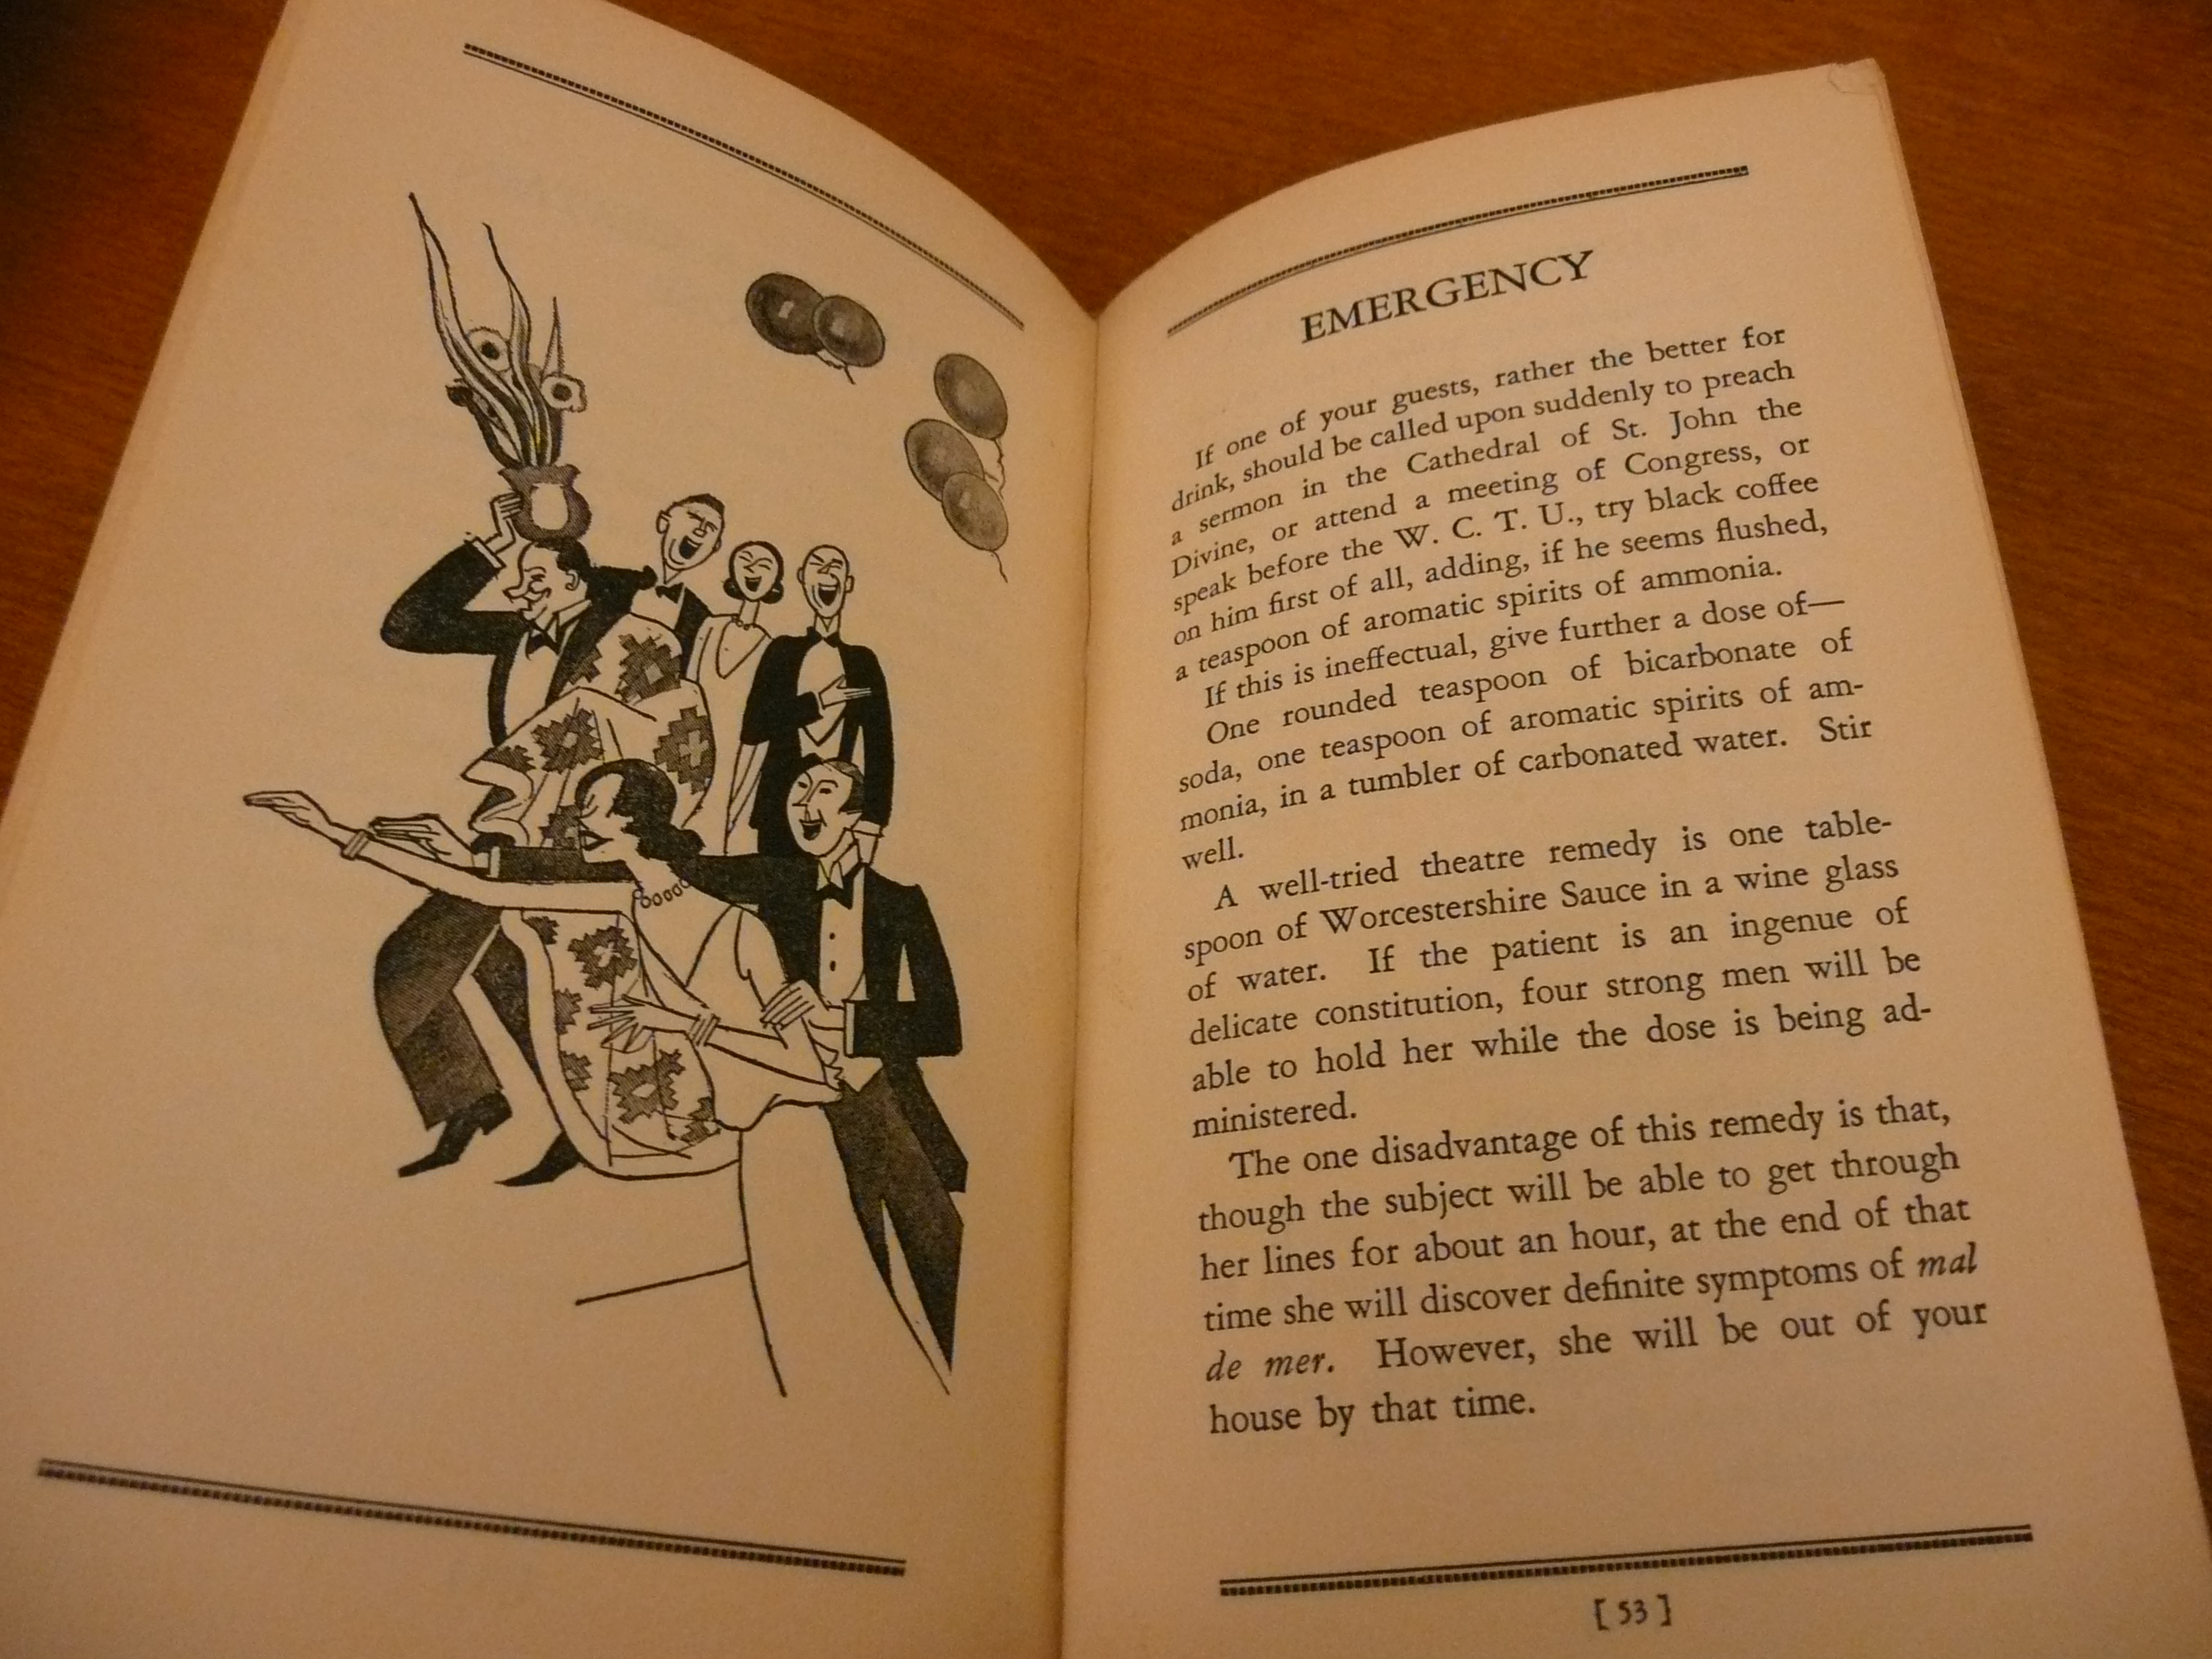 EMERGENCY
If one of your guests, rather the better for
drink, should be called upon suddenly to preach
a sermon in the Cathedral of St. John the
Divine, or attend a meeting of Congress, or
speak before the W. C. T. U., try black coffee
on him first of all, adding, if he seems flushed,
a teaspoon of aromatic spirits of ammonia.
If this is ineffectual, give further a dose of—
One rounded teaspoon of bicarbonate of
soda, one teaspoon of aromatic spirits of am-
monia, in a tumbler of carbonated water. Stir
well.
A well-tried theatre remedy is one table-
spoon of Worcestershire Sauce in a wine glass
of water. If the patient is an ingenue of
delicate constitution, four strong men will be
able to hold her while the dose is being ad-
ministered.
The one disadvantage of this remedy is that,
though the subject will be able to get through
her lines for about an hour, at the end of that
time she will discover definite symptoms of mal
de mer. However, she will be out of your
house by that time.
[ 53 ]